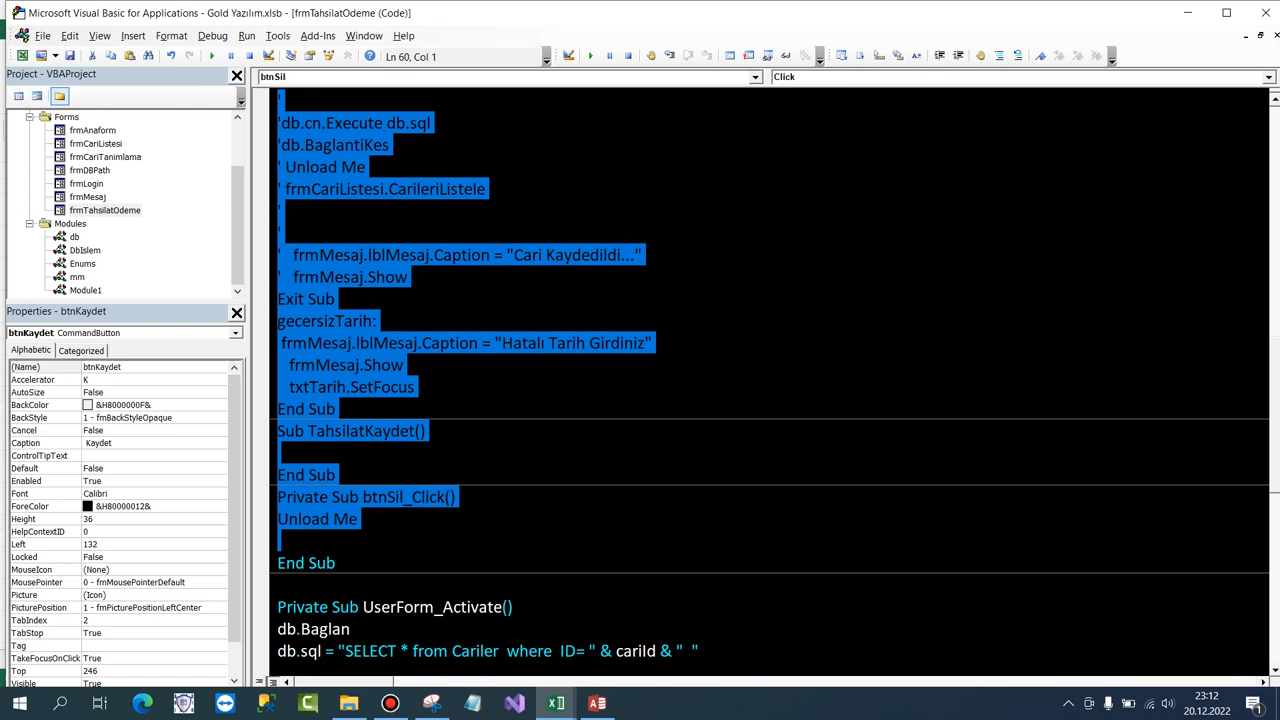 Microsoft Visual Basic for Applications - Gold Yazılım.xlsb - [frmTahsilatOdeme (Code)]
File Edit View Insert Format Debug Run Tools Add-Ins Window Help
Ln 60, Col 1
Project - VBAProject
btnSil
Click
Forms
frmAnaform
frmCariListesi
frmCariTanimlama
frmDBPath
frmLogin
frmMesaj
frmTahsilatOdeme
Modules
db
DbIslem
Enums
mm
Module1
Properties - btnKaydet
btnKaydet CommandButton
Alphabetic Categorized
(Name) btnKaydet
Accelerator K
AutoSize False
BackColor &H8000000F&
BackStyle 1 - fmBackStyleOpaque
Cancel False
Caption Kaydet
ControlTipText
Default False
Enabled True
Font Calibri
ForeColor &H80000012&
Height 36
HelpContextID 0
Left 132
Locked False
MouseIcon (None)
MousePointer 0 - fmMousePointerDefault
Picture (Icon)
PicturePosition 1 - fmPicturePositionLeftCenter
TabIndex 2
TabStop True
Tag
TakeFocusOnClick True
Top 246
Visible True
'
'db.cn.Execute db.sql
'db.BaglantiKes
' Unload Me
' frmCariListesi.CarileriListele
'
'
'   frmMesaj.lblMesaj.Caption = "Cari Kaydedildi..."
'   frmMesaj.Show
Exit Sub
gecersizTarih:
frmMesaj.lblMesaj.Caption = "Hatalı Tarih Girdiniz"
frmMesaj.Show
txtTarih.SetFocus
End Sub
Sub TahsilatKaydet()
End Sub
Private Sub btnSil_Click()
Unload Me
End Sub
Private Sub UserForm_Activate()
db.Baglan
db.sql = "SELECT * from Cariler  where  ID= " & cariId & "  "
23:12
20.12.2022
1